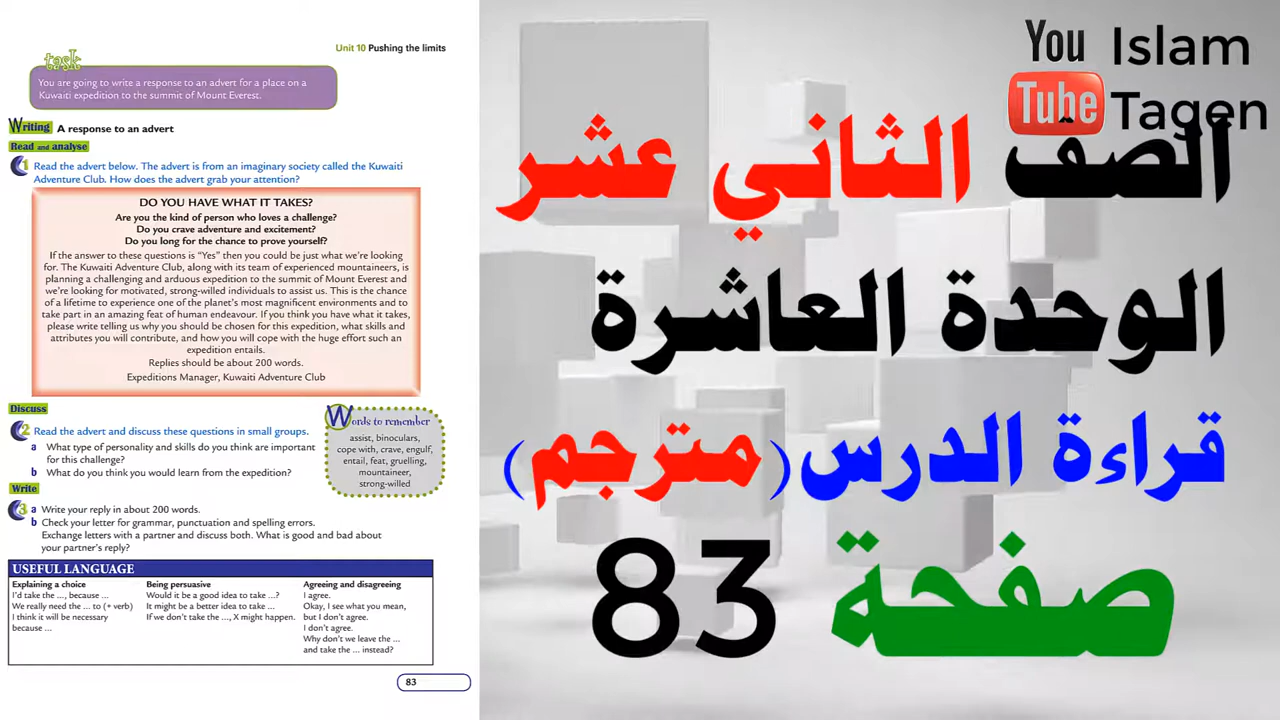 Unit 10 Pushing the limits
task
You are going to write a response to an advert for a place on a
Kuwaiti expedition to the summit of Mount Everest.
Writing A response to an advert
Read and analyse
1 Read the advert below. The advert is from an imaginary society called the Kuwaiti
Adventure Club. How does the advert grab your attention?
DO YOU HAVE WHAT IT TAKES?
Are you the kind of person who loves a challenge?
Do you crave adventure and excitement?
Do you long for the chance to prove yourself?
If the answer to these questions is "Yes" then you could be just what we're looking
for. The Kuwaiti Adventure Club, along with its team of experienced mountaineers, is
planning a challenging and arduous expedition to the summit of Mount Everest and
we're looking for motivated, strong-willed individuals to assist us. This is the chance
of a lifetime to experience one of the planet's most magnificent environments and to
take part in an amazing feat of human endeavour. If you think you have what it takes,
please write telling us why you should be chosen for this expedition, what skills and
attributes you will contribute, and how you will cope with the huge effort such an
expedition entails.
Replies should be about 200 words.
Expeditions Manager, Kuwaiti Adventure Club
Discuss
2 Read the advert and discuss these questions in small groups.
a What type of personality and skills do you think are important
for this challenge?
b What do you think you would learn from the expedition?
Words to remember
assist, binoculars,
cope with, crave, engulf,
entail, feat, gruelling,
mountaineer,
strong-willed
Write
3 a Write your reply in about 200 words.
b Check your letter for grammar, punctuation and spelling errors.
Exchange letters with a partner and discuss both. What is good and bad about
your partner's reply?
USEFUL LANGUAGE
Explaining a choice
I'd take the ..., because ...
We really need the ... to (+ verb)
I think it will be necessary
because ...
Being persuasive
Would it be a good idea to take ...?
It might be a better idea to take ...
If we don't take the ..., X might happen.
Agreeing and disagreeing
I agree.
Okay, I see what you mean,
but I don't agree.
I don't agree.
Why don't we leave the ...
and take the ... instead?
83
You Tube
Islam
Tagen
الصف الثاني عشر
الوحدة العاشرة
قراءة الدرس (مترجم)
صفحة 83